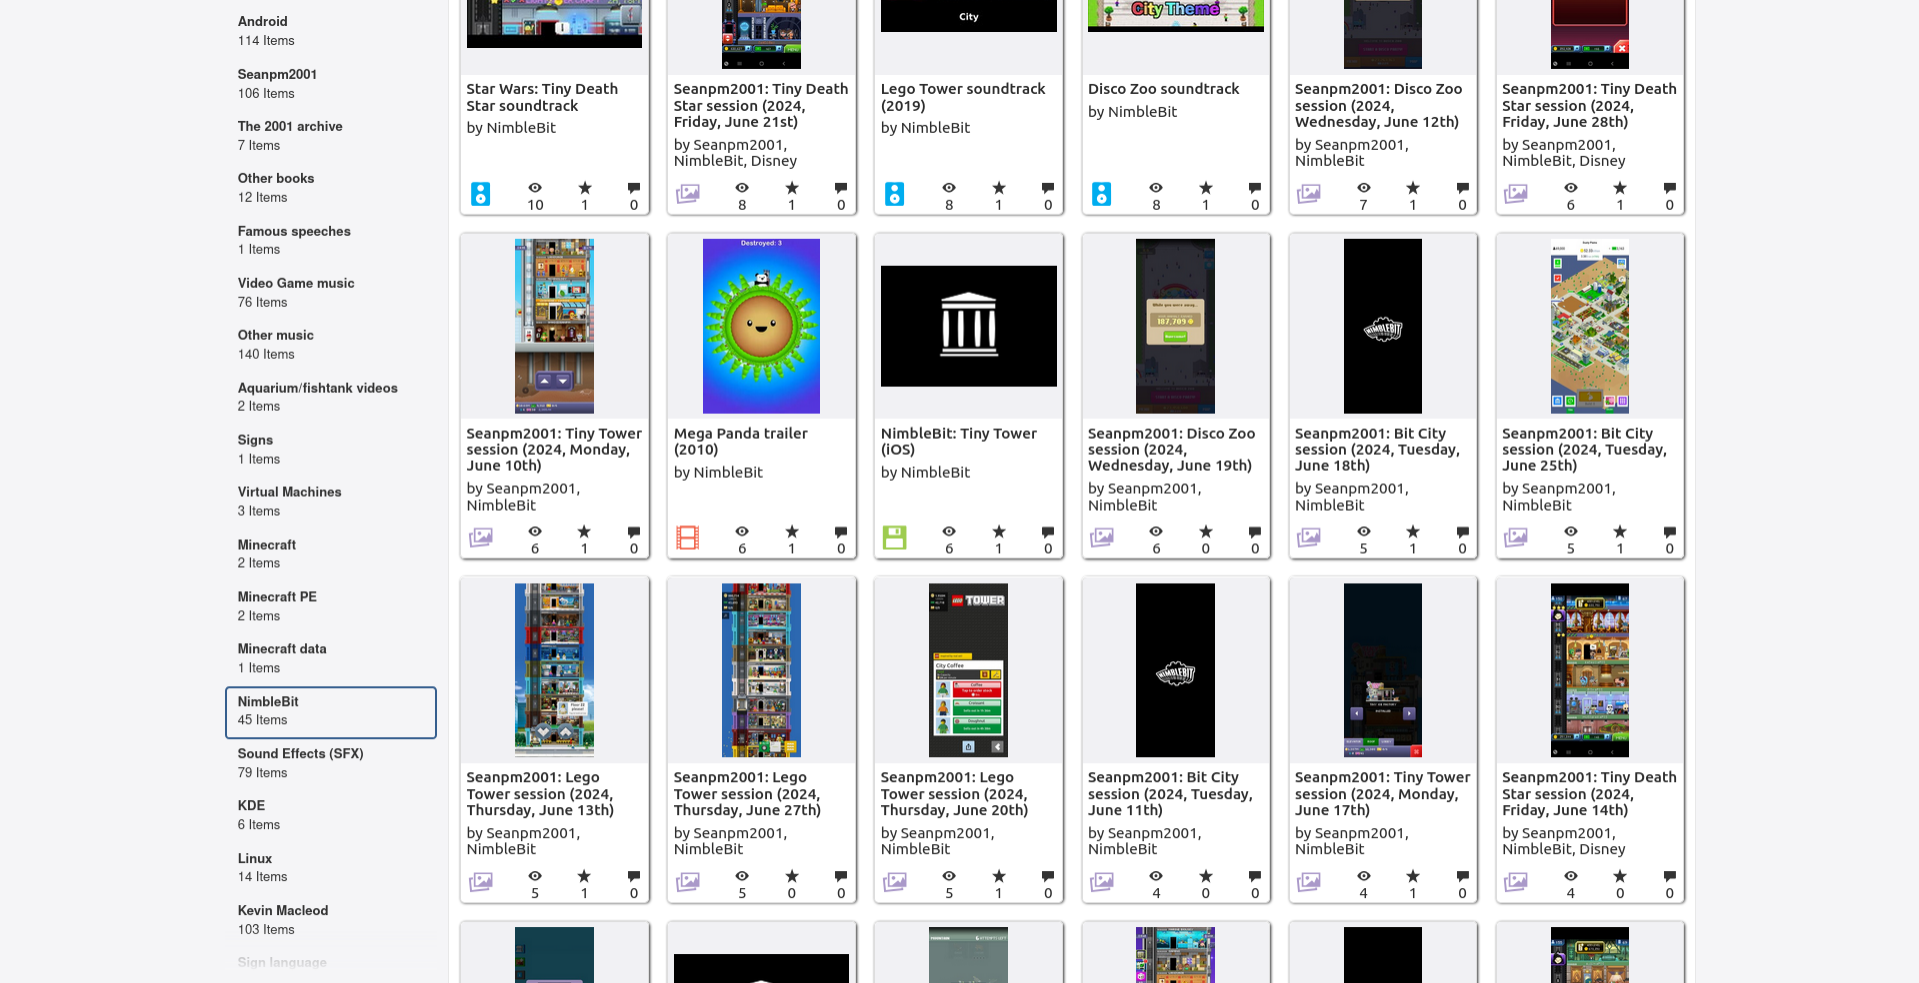 Android
114 Items
Seanpm2001
106 Items
The 2001 archive
7 Items
Other books
12 Items
Famous speeches
1 Items
Video Game music
76 Items
Other music
140 Items
Aquarium/fishtank videos
2 Items
Signs
1 Items
Virtual Machines
3 Items
Minecraft
2 Items
Minecraft PE
2 Items
Minecraft data
1 Items
NimbleBit
45 Items
Sound Effects (SFX)
79 Items
KDE
6 Items
Linux
14 Items
Kevin Macleod
103 Items
Sign language
Star Wars: Tiny Death
Star soundtrack
by NimbleBit
10 1 0
Seanpm2001: Tiny Death
Star session (2024,
Friday, June 21st)
by Seanpm2001,
NimbleBit, Disney
8 1 0
City
Lego Tower soundtrack
(2019)
by NimbleBit
8 1 0
City Theme
Disco Zoo soundtrack
by NimbleBit
8 1 0
Seanpm2001: Disco Zoo
session (2024,
Wednesday, June 12th)
by Seanpm2001,
NimbleBit
7 1 0
Seanpm2001: Tiny Death
Star session (2024,
Friday, June 28th)
by Seanpm2001,
NimbleBit, Disney
6 1 0
Seanpm2001: Tiny Tower
session (2024, Monday,
June 10th)
by Seanpm2001,
NimbleBit
6 1 0
Destroyed: 3
Mega Panda trailer
(2010)
by NimbleBit
6 1 0
NimbleBit: Tiny Tower
(iOS)
by NimbleBit
6 1 0
While you were away...
187,709
Seanpm2001: Disco Zoo
session (2024,
Wednesday, June 19th)
by Seanpm2001,
NimbleBit
6 0 0
NIMBLEBIT
Seanpm2001: Bit City
session (2024, Tuesday,
June 18th)
by Seanpm2001,
NimbleBit
5 1 0
Seanpm2001: Bit City
session (2024, Tuesday,
June 25th)
by Seanpm2001,
NimbleBit
5 1 0
Seanpm2001: Lego
Tower session (2024,
Thursday, June 13th)
by Seanpm2001,
NimbleBit
5 1 0
Seanpm2001: Lego
Tower session (2024,
Thursday, June 27th)
by Seanpm2001,
NimbleBit
5 0 0
LEGO TOWER
City Coffee
Coffee
Croissant
Doughnut
Seanpm2001: Lego
Tower session (2024,
Thursday, June 20th)
by Seanpm2001,
NimbleBit
5 1 0
NIMBLEBIT
Seanpm2001: Bit City
session (2024, Tuesday,
June 11th)
by Seanpm2001,
NimbleBit
4 0 0
Seanpm2001: Tiny Tower
session (2024, Monday,
June 17th)
by Seanpm2001,
NimbleBit
4 1 0
Seanpm2001: Tiny Death
Star session (2024,
Friday, June 14th)
by Seanpm2001,
NimbleBit, Disney
4 0 0